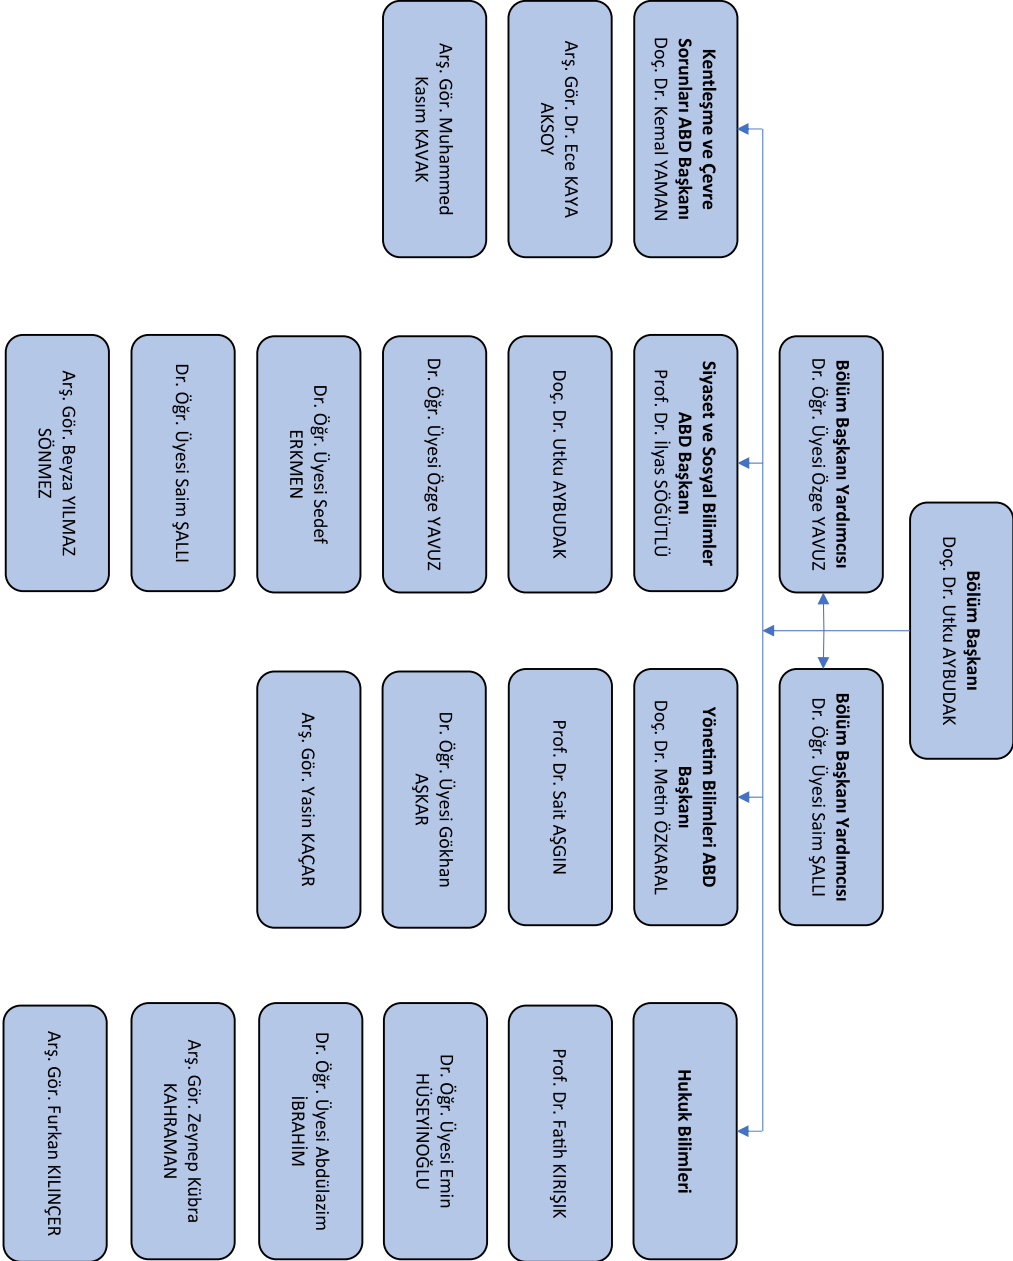 Bölüm Başkanı
Doç. Dr. Utku AYBUDAK
Bölüm Başkanı Yardımcısı
Dr. Öğr. Üyesi Özge YAVUZ
Bölüm Başkanı Yardımcısı
Dr. Öğr. Üyesi Saim ŞALLI
Kentleşme ve Çevre
Sorunları ABD Başkanı
Doç. Dr. Kemal YAMAN
Arş. Gör. Dr. Ece KAYA
AKSOY
Arş. Gör. Muhammed
Kasım KAVAK
Siyaset ve Sosyal Bilimler
ABD Başkanı
Prof. Dr. İlyas SÖĞÜTLÜ
Doç. Dr. Utku AYBUDAK
Dr. Öğr. Üyesi Özge YAVUZ
Dr. Öğr. Üyesi Sedef
ERKMEN
Dr. Öğr. Üyesi Saim ŞALLI
Arş. Gör. Beyza YILMAZ
SÖNMEZ
Yönetim Bilimleri ABD
Başkanı
Doç. Dr. Metin ÖZKARAL
Prof. Dr. Sait AŞGIN
Dr. Öğr. Üyesi Gökhan
AŞKAR
Arş. Gör. Yasin KAÇAR
Hukuk Bilimleri
Prof. Dr. Fatih KIRIŞIK
Dr. Öğr. Üyesi Emin
HÜSEYİNOĞLU
Dr. Öğr. Üyesi Abdülazim
İBRAHİM
Arş. Gör. Zeynep Kübra
KAHRAMAN
Arş. Gör. Furkan KILINÇER